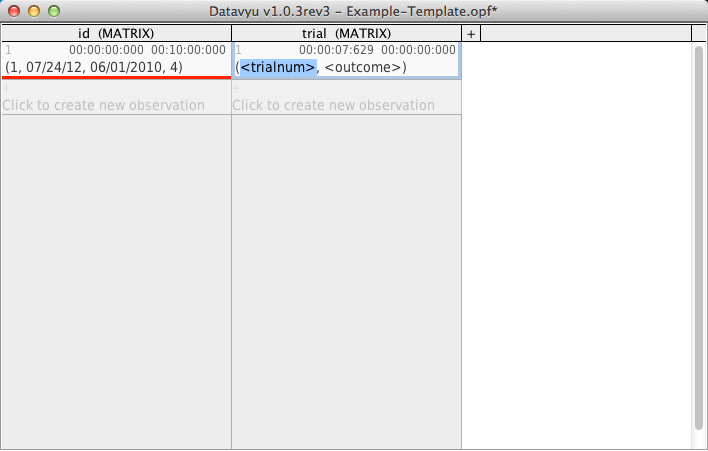 Datavyu v1.0.3rev3 – Example-Template.opf*
id (MATRIX) trial (MATRIX) +
1 00:00:00:000 00:10:00:000 1 00:00:07:629 00:00:00:000
(1, 07/24/12, 06/01/2010, 4) (<trialnum>, <outcome>)
+ +
Click to create new observation Click to create new observation